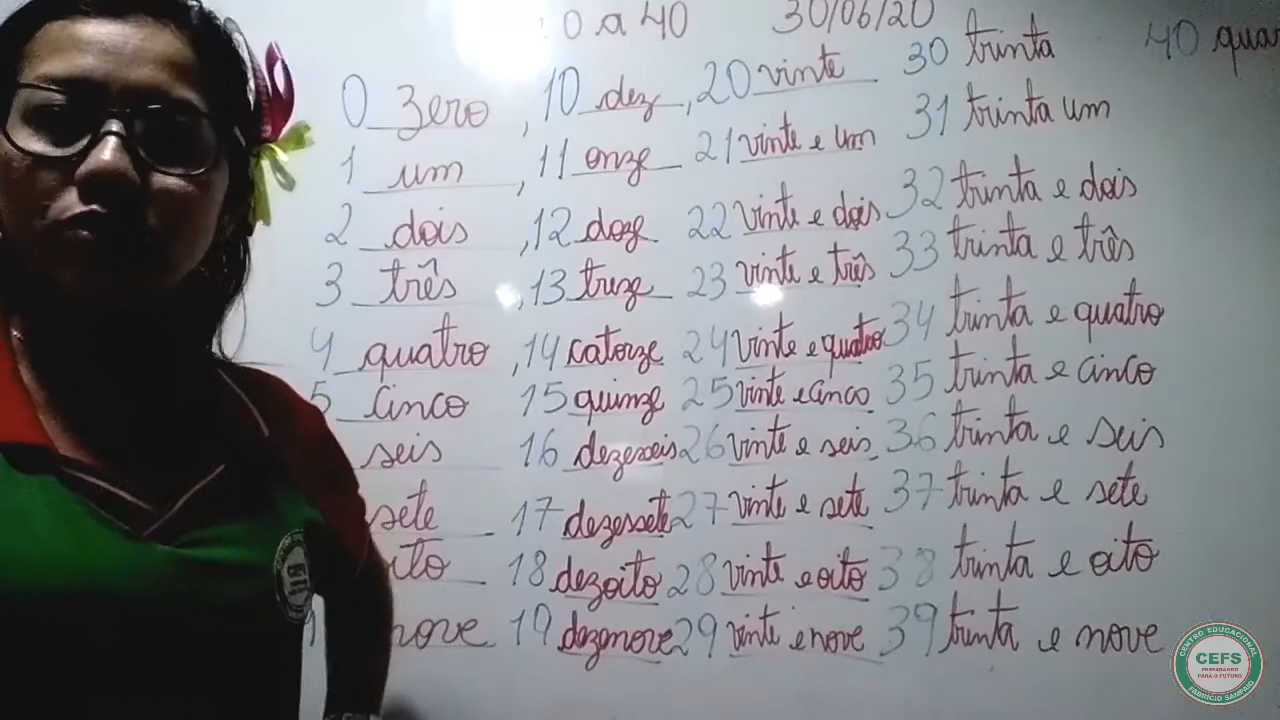 0 a 40 30/06/20
0 zero, 10 dez, 20 vinte 30 trinta 40
1 um, 11 onze 21 vinte e um 31 trinta um
2 dois, 12 doze 22 vinte e dois 32 trinta e dois
3 três, 13 treze 23 vinte e três 33 trinta e três
4 quatro, 14 catorze 24 vinte e quatro 34 trinta e quatro
5 cinco 15 quinze 25 vinte e cinco 35 trinta e cinco
seis 16 dezesseis 26 vinte e seis 36 trinta e seis
sete 17 dezessete 27 vinte e sete 37 trinta e sete
ito 18 dezoito 28 vinte e oito 38 trinta e oito
nove 19 dezenove 29 vinte e nove 39 trinta e nove
CENTRO EDUCACIONAL
CEFS
PREPARANDO
PARA O FUTURO
FABRÍCIO SAMPAIO